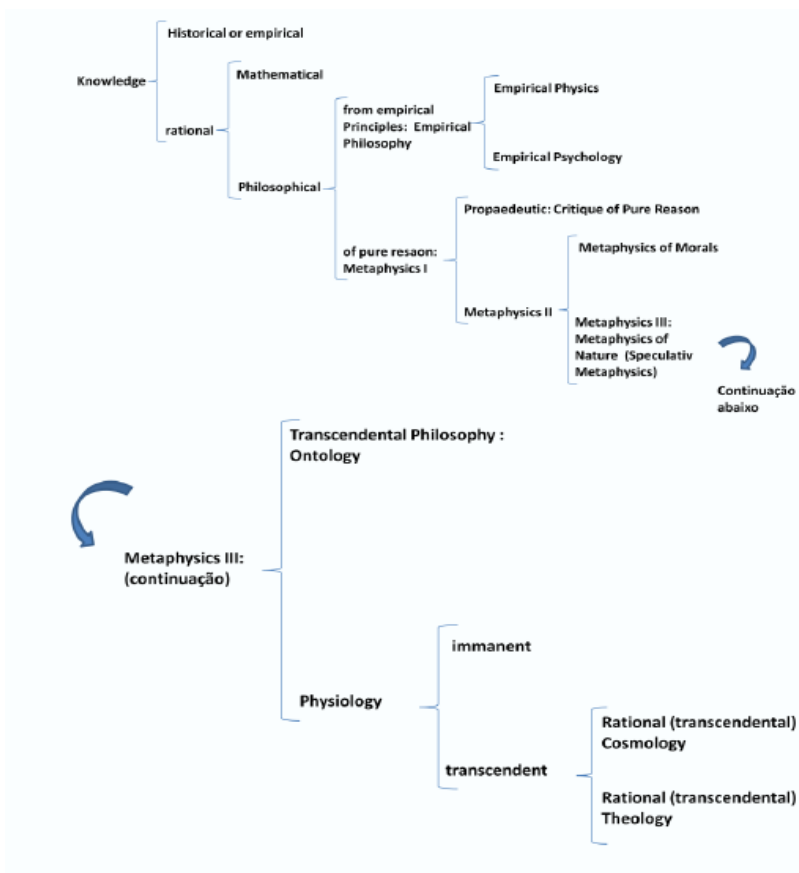 Historical or empirical
Knowledge
Mathematical
rational
from empirical
Principles: Empirical
Philosophy
Empirical Physics
Empirical Psychology
Philosophical
Propaedeutic: Critique of Pure Reason
of pure resaon:
Metaphysics I
Metaphysics of Morals
Metaphysics II
Metaphysics III:
Metaphysics of
Nature (Speculativ
Metaphysics)
Continuação
abaixo
Transcendental Philosophy :
Ontology
Metaphysics III:
(continuação)
immanent
Physiology
transcendent
Rational (transcendental)
Cosmology
Rational (transcendental)
Theology